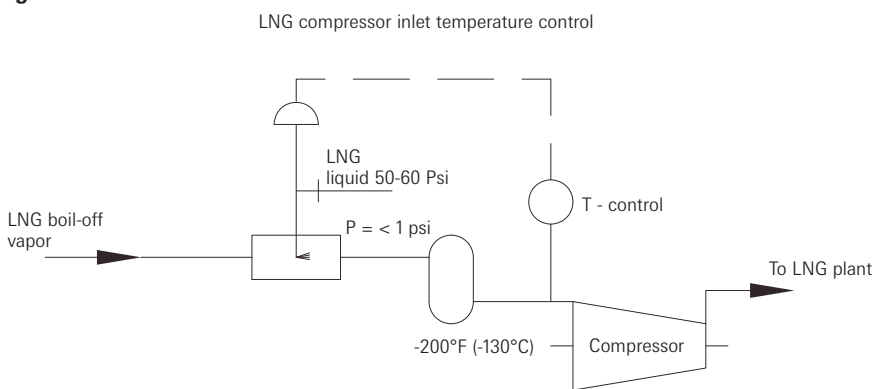 LNG compressor inlet temperature control
LNG
liquid 50-60 Psi
T - control
LNG boil-off
vapor
P = < 1 psi
To LNG plant
-200°F (-130°C)
Compressor